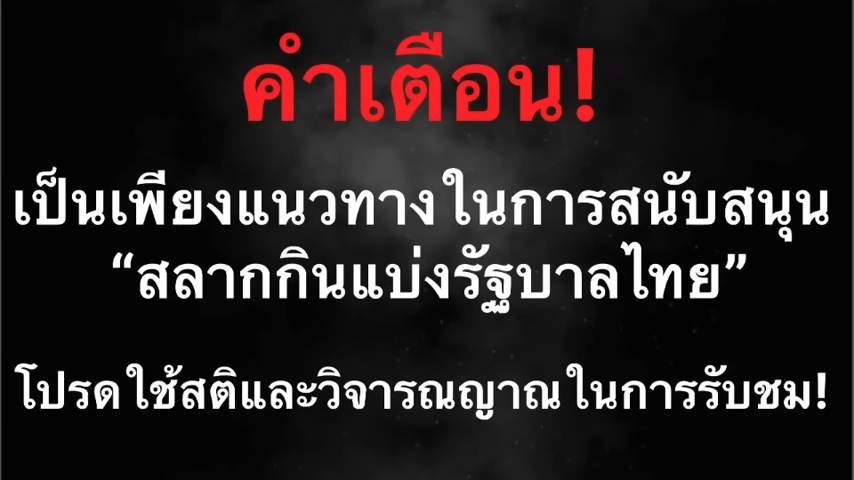 คำเตือน!
เป็นเพียงแนวทางในการสนับสนุน
“สลากกินแบ่งรัฐบาลไทย”
โปรดใช้สติและวิจารณญาณในการรับชม!